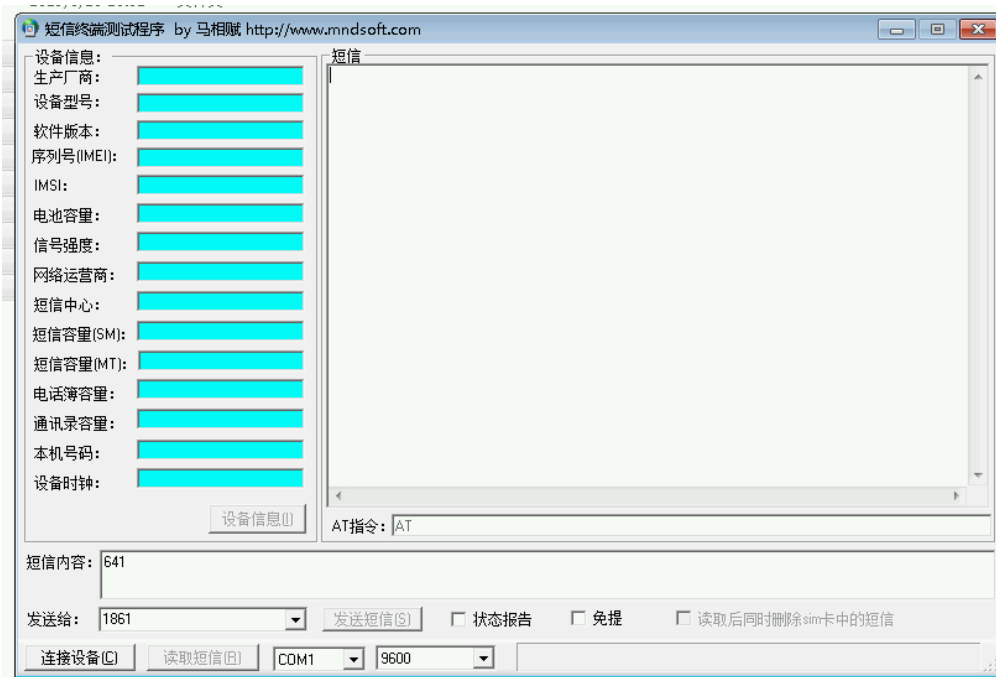 短信终端测试程序 by 马相赋 http://www.mndsoft.com
设备信息:
生产厂商:
设备型号:
软件版本:
序列号(IMEI):
IMSI:
电池容量:
信号强度:
网络运营商:
短信中心:
短信容量(SM):
短信容量(MT):
电话簿容量:
通讯录容量:
本机号码:
设备时钟:
设备信息(I)
短信
AT指令: AT
短信内容: 641
发送给: 1861 发送短信(S) 状态报告 免提 读取后同时删除sim卡中的短信
连接设备(C) 读取短信(R) COM1 9600